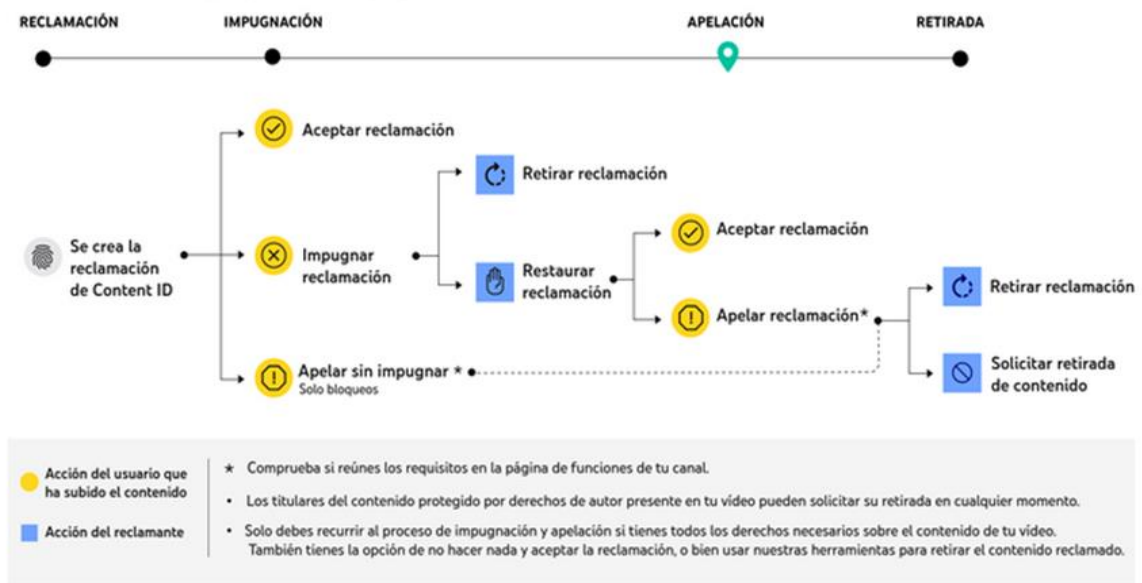 RECLAMACIÓN
IMPUGNACIÓN
APELACIÓN
RETIRADA
Aceptar reclamación
Retirar reclamación
Se crea la
reclamación
de Content ID
Impugnar
reclamación
Restaurar
reclamación
Aceptar reclamación
Apelar reclamación*
Retirar reclamación
Apelar sin impugnar *
Solo bloqueos
Solicitar retirada
de contenido
Acción del usuario que
ha subido el contenido
Acción del reclamante
* Comprueba si reúnes los requisitos en la página de funciones de tu canal.
• Los titulares del contenido protegido por derechos de autor presente en tu vídeo pueden solicitar su retirada en cualquier momento.
• Solo debes recurrir al proceso de impugnación y apelación si tienes todos los derechos necesarios sobre el contenido de tu vídeo.
También tienes la opción de no hacer nada y aceptar la reclamación, o bien usar nuestras herramientas para retirar el contenido reclamado.